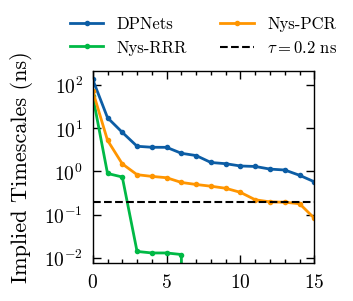 DPNets
Nys-PCR
Nys-RRR
τ = 0.2 ns
Implied Timescales (ns)
10²
10¹
10⁰
10⁻¹
10⁻²
0 5 10 15